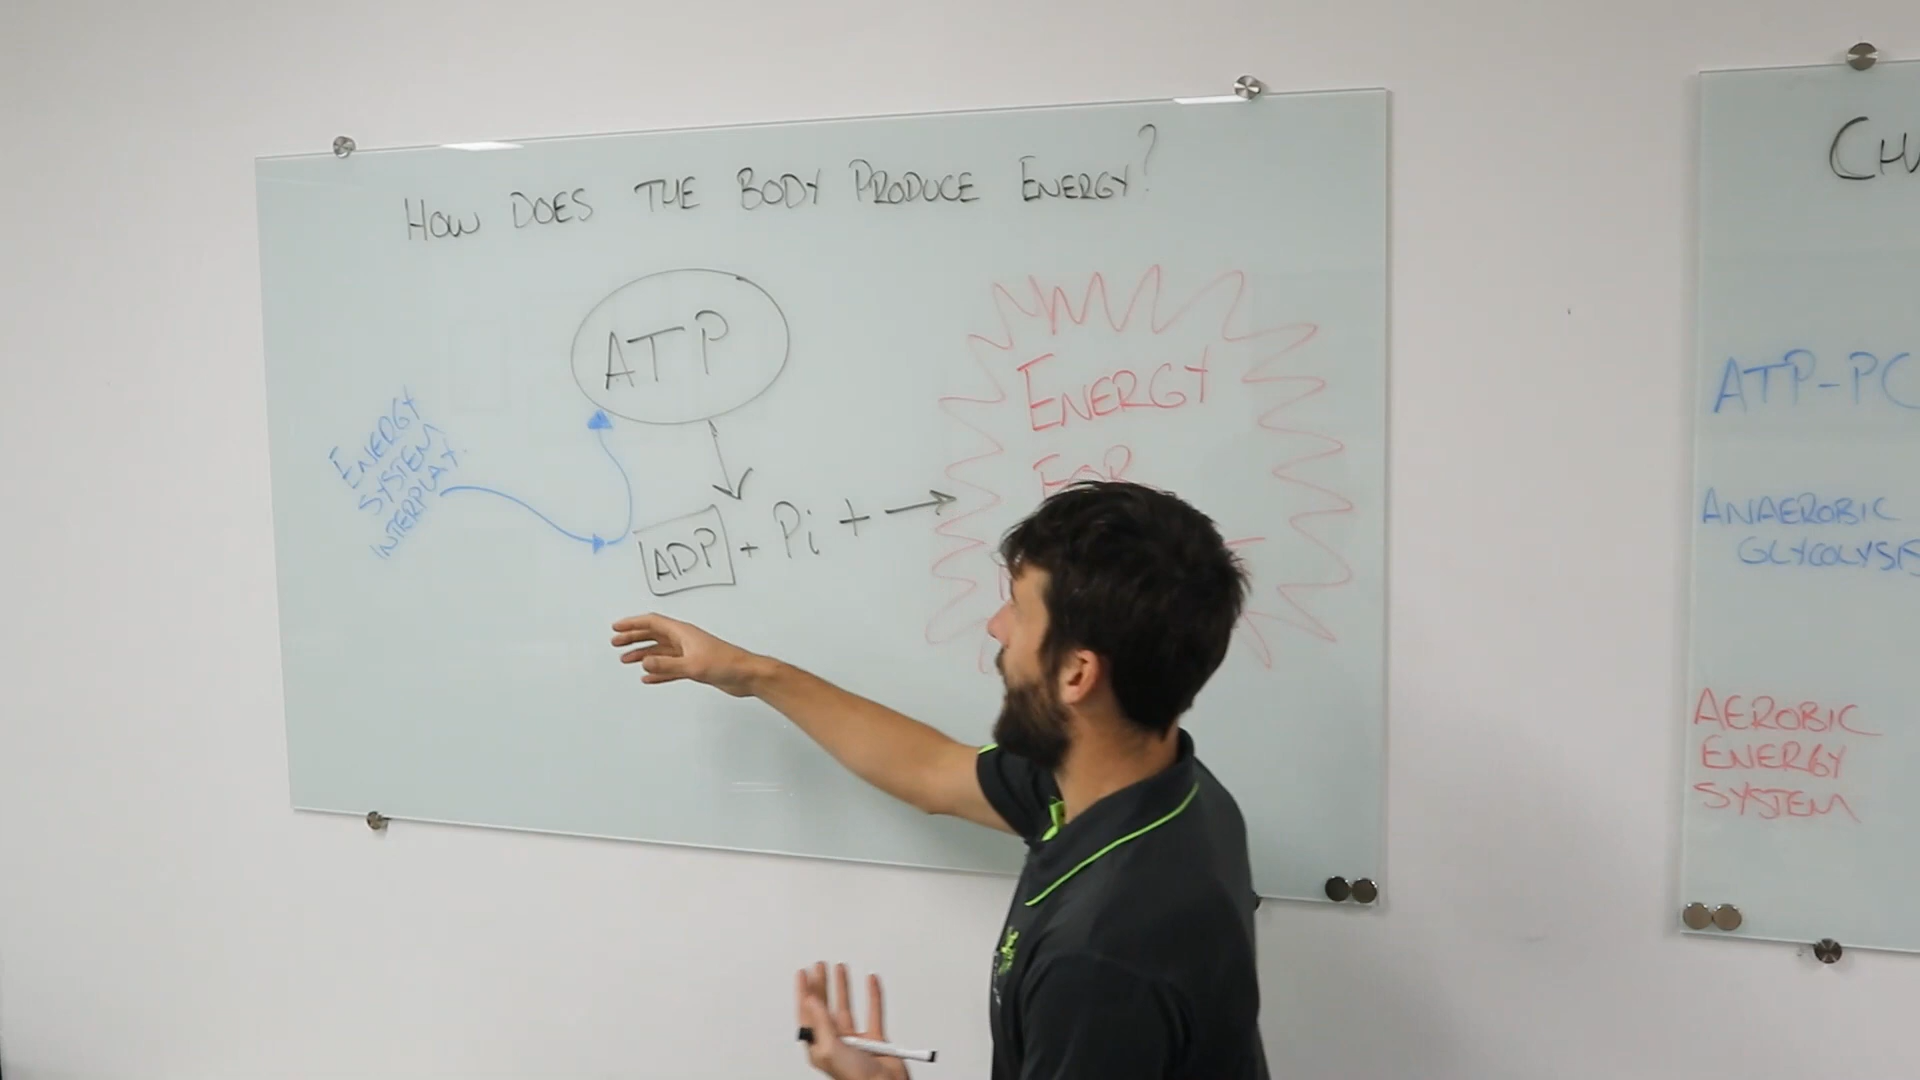 HOW DOES THE BODY PRODUCE ENERGY?
ATP
ENERGY
SYSTEM
INTERPLAY.
ADP + Pi + →
ENERGY
FOR
ATP-PC
ANAEROBIC
GLYCOLYSIS
AEROBIC
ENERGY
SYSTEM